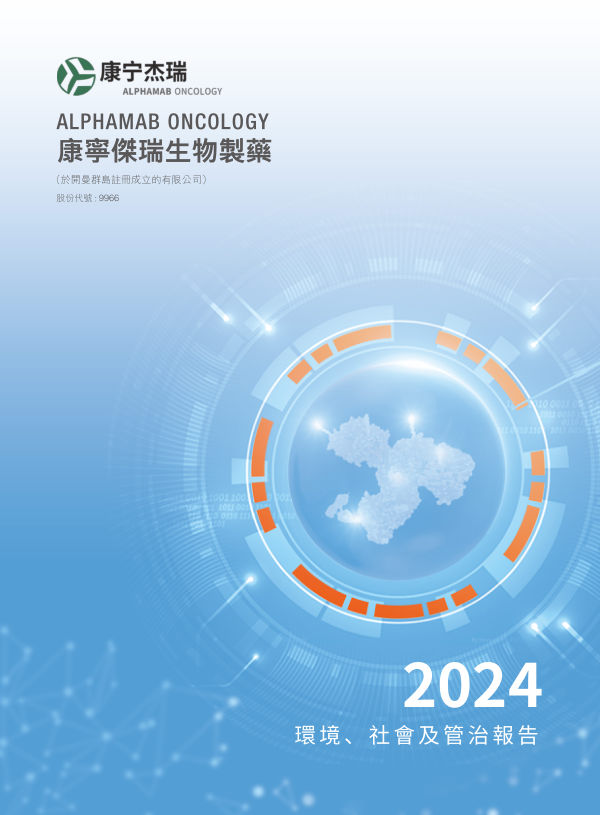 康宁杰瑞
ALPHAMAB ONCOLOGY
ALPHAMAB ONCOLOGY
康寧傑瑞生物製藥
（於開曼群島註冊成立的有限公司）
股份代號 : 9966
2024
環境、社會及管治報告